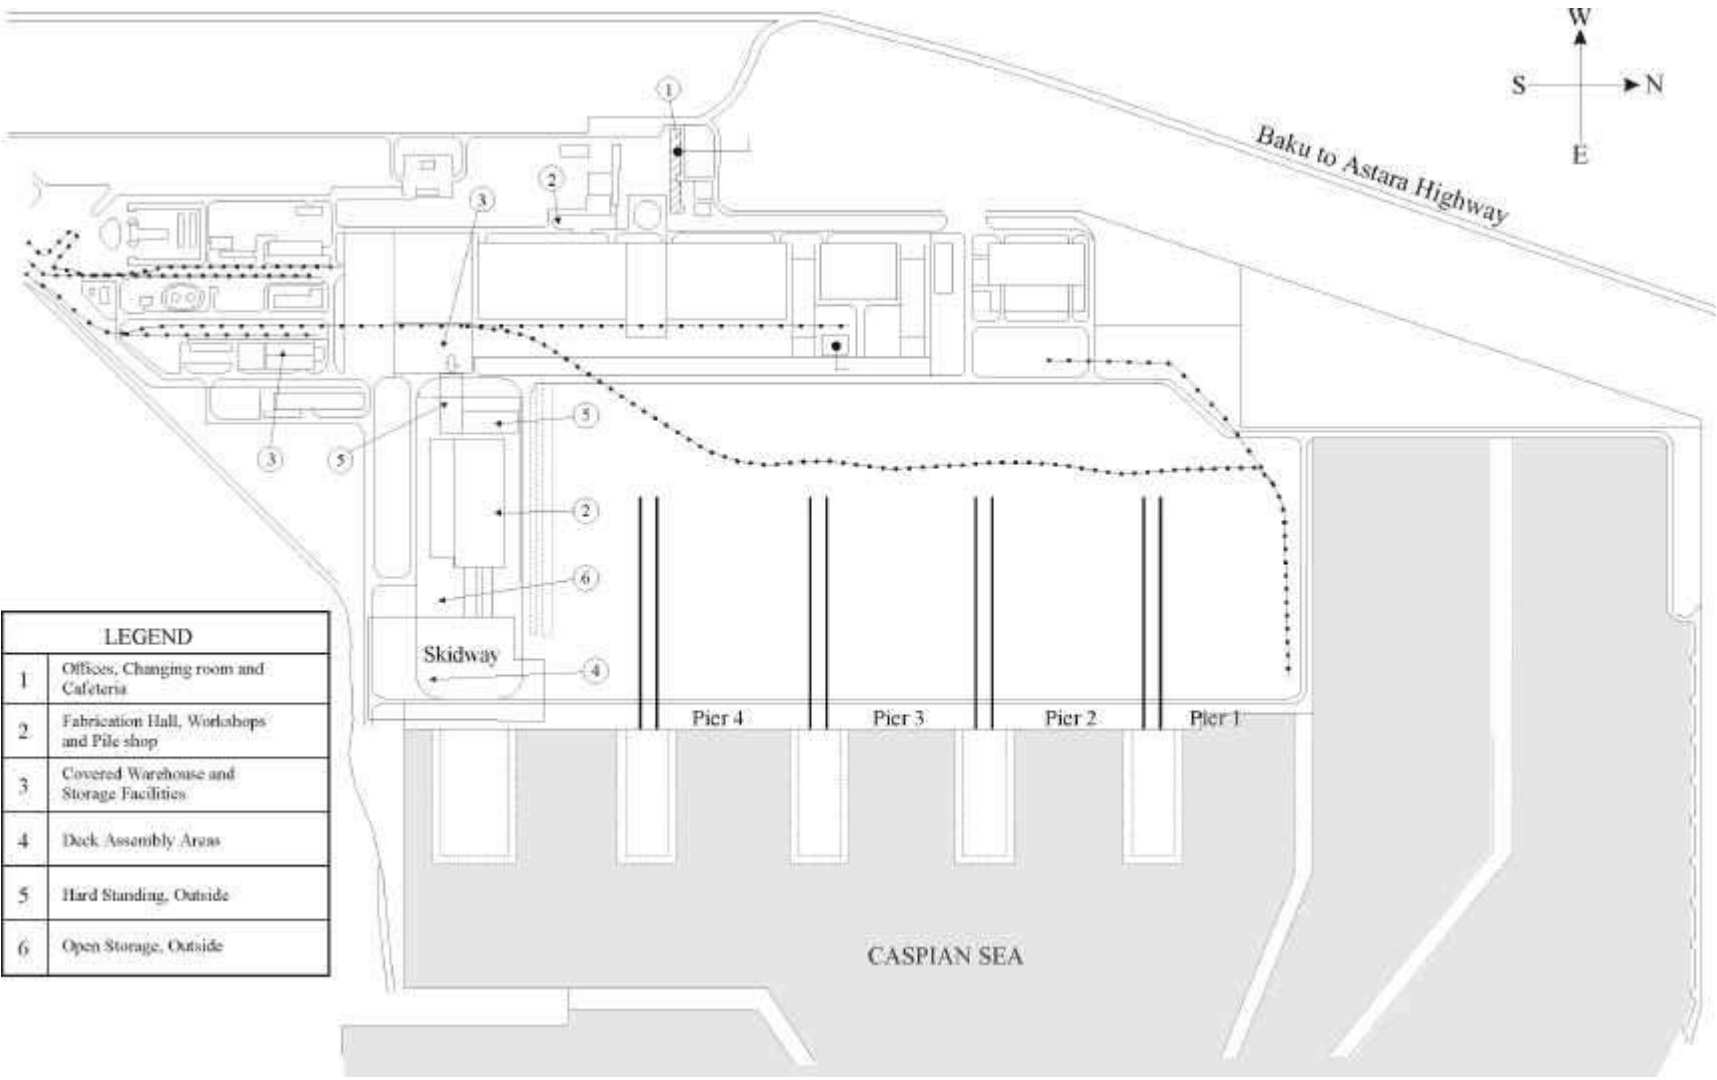 W
S
N
E
Baku to Astara Highway
1
2
3
3
5
5
2
6
4
Skidway
Pier 4
Pier 3
Pier 2
Pier 1
CASPIAN SEA
LEGEND
1
Offices, Changing room and
Cafeteria
2
Fabrication Hall, Workshops
and Pile shop
3
Covered Warehouse and
Storage Facilities
4
Deck Assembly Areas
5
Hard Standing, Outside
6
Open Storage, Outside